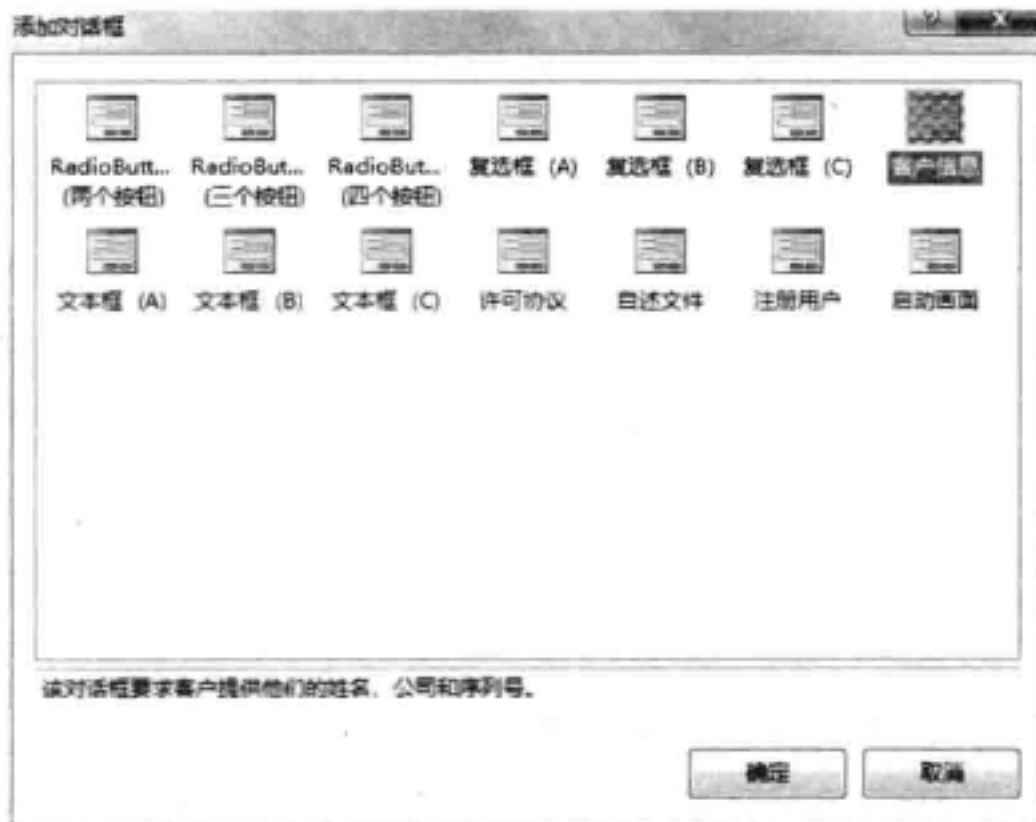 添加对话框
RadioButt... RadioBut... RadioBut... 复选框 (A) 复选框 (B) 复选框 (C) 客户信息
(两个按钮) (三个按钮) (四个按钮)
文本框 (A) 文本框 (B) 文本框 (C) 许可协议 自述文件 注册用户 启动画面
该对话框要求客户提供他们的姓名、公司和序列号。
确定 取消